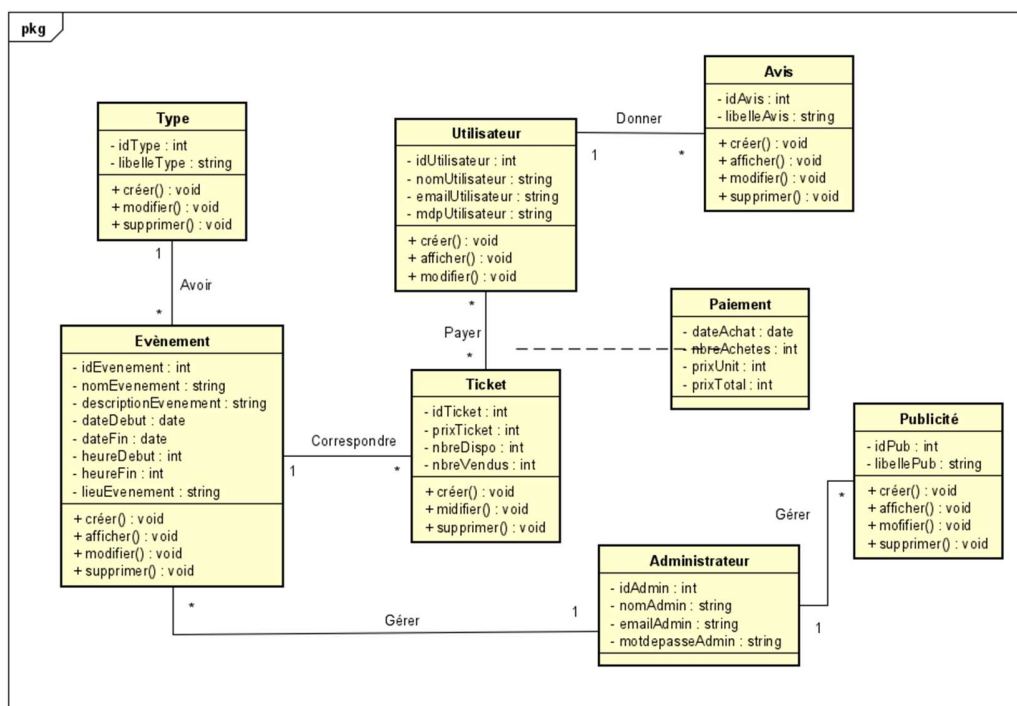 pkg
Type
- idType : int
- libelleType : string
+ créer() : void
+ modifier() : void
+ supprimer() : void
1
Avoir
*
Evènement
- idEvenement : int
- nomEvenement : string
- descriptionEvenement : string
- dateDebut : date
- dateFin : date
- heureDebut : int
- heureFin : int
- lieuEvenement : string
+ créer() : void
+ afficher() : void
+ modifier() : void
+ supprimer() : void
Utilisateur
- idUtilisateur : int
- nomUtilisateur : string
- emailUtilisateur : string
- mdpUtilisateur : string
+ créer() : void
+ afficher() : void
+ modifier() : void
Donner
1
*
Avis
- idAvis : int
- libelleAvis : string
+ créer() : void
+ afficher() : void
+ modifier() : void
+ supprimer() : void
*
Payer
*
Paiement
- dateAchat : date
- nbreAchetes : int
- prixUnit : int
- prixTotal : int
Correspondre
1
*
Ticket
- idTicket : int
- prixTicket : int
- nbreDispo : int
- nbreVendus : int
+ créer() : void
+ midifier() : void
+ supprimer() : void
Publicité
- idPub : int
- libellePub : string
+ créer() : void
+ afficher() : void
+ mofifier() : void
+ supprimer() : void
*
Gérer
1
Administrateur
- idAdmin : int
- nomAdmin : string
- emailAdmin : string
- motdepasseAdmin : string
*
Gérer
1